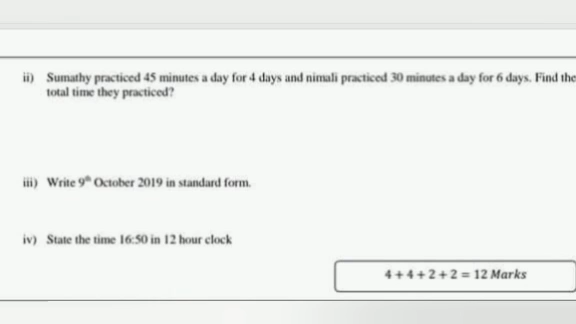 ii) Sumathy practiced 45 minutes a day for 4 days and nimali practiced 30 minutes a day for 6 days. Find the
total time they practiced?
iii) Write 9th October 2019 in standard form.
iv) State the time 16:50 in 12 hour clock
4 + 4 + 2 + 2 = 12 Marks